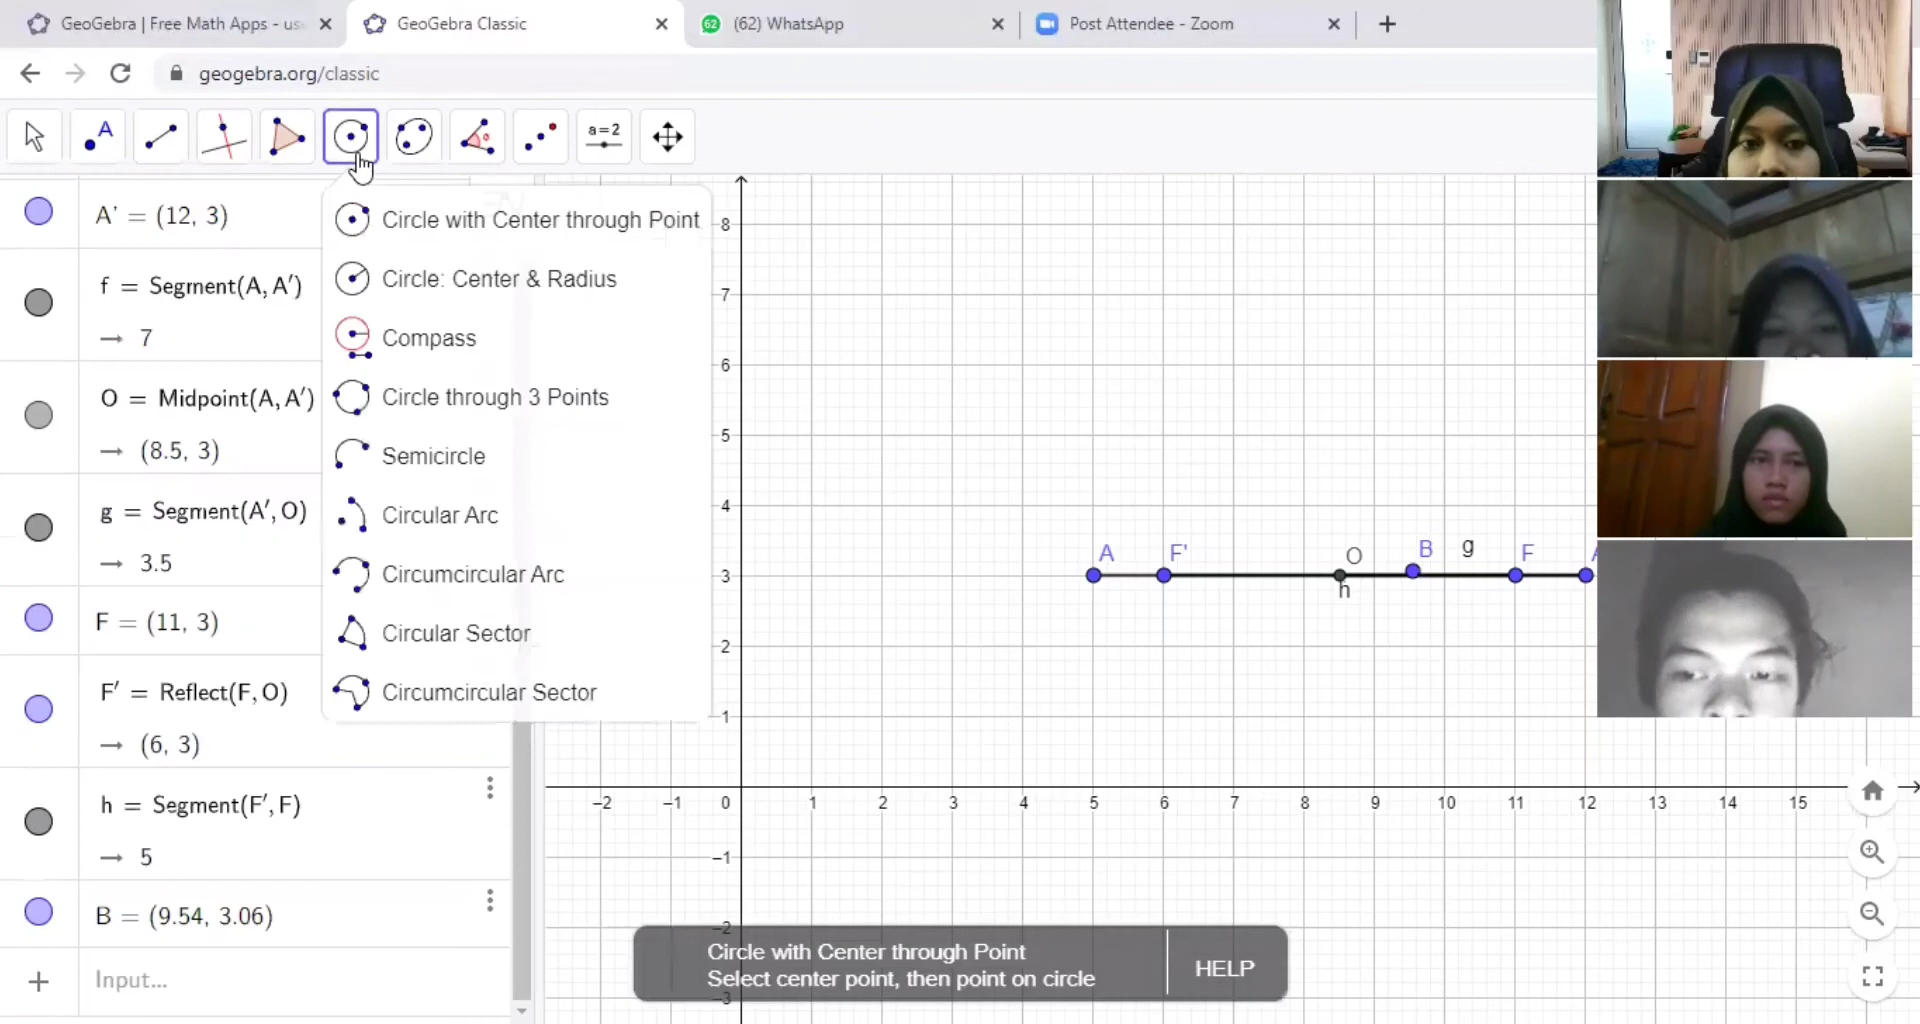 GeoGebra | Free Math Apps - us
GeoGebra Classic
(62) WhatsApp
Post Attendee - Zoom
geogebra.org/classic
A
a=2
A' = (12, 3)
f = Segment(A, A')
→ 7
O = Midpoint(A, A')
→ (8.5, 3)
g = Segment(A', O)
→ 3.5
F = (11, 3)
F' = Reflect(F, O)
→ (6, 3)
h = Segment(F', F)
→ 5
B = (9.54, 3.06)
Input...
Circle with Center through Point
Circle: Center & Radius
Compass
Circle through 3 Points
Semicircle
Circular Arc
Circumcircular Arc
Circular Sector
Circumcircular Sector
8
7
6
5
4
3
2
1
−1
−2
−3
A F' O B g F
h
−2 −1 0 1 2 3 4 5 6 7 8 9 10 11 12 13 14 15
Circle with Center through Point
Select center point, then point on circle
HELP